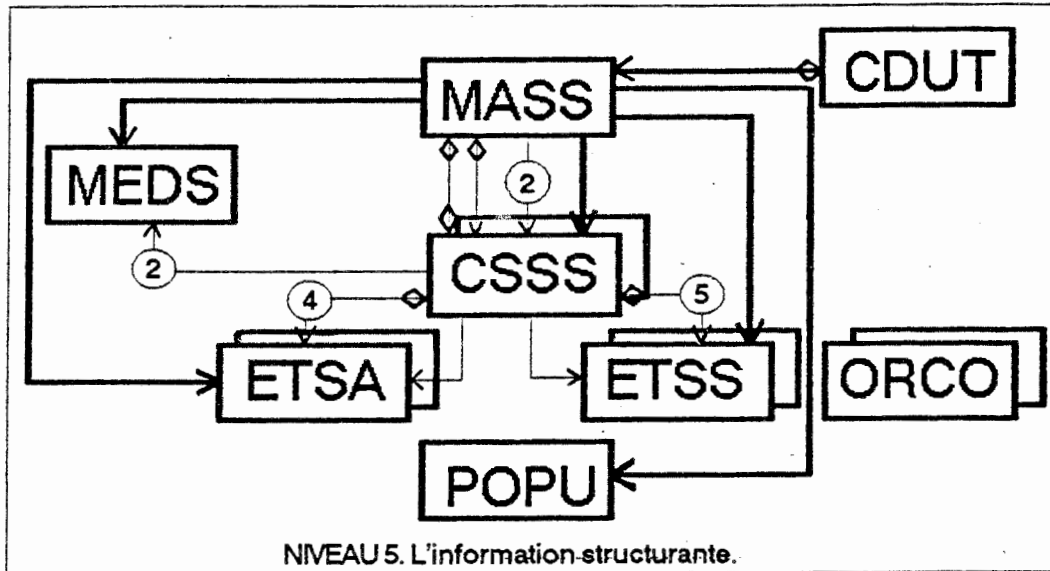 CDUT
MASS
MEDS
2
CSSS
2
4
5
ETSA
ETSS
ORCO
POPU
NIVEAU 5. L'information-structurante.